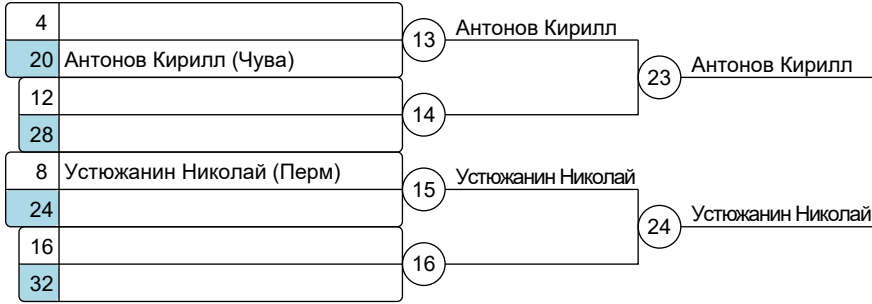 4
13 Антонов Кирилл
20 Антонов Кирилл (Чува)
23 Антонов Кирилл
12
14
28
8 Устюжанин Николай (Перм)
15 Устюжанин Николай
24
24 Устюжанин Николай
16
16
32